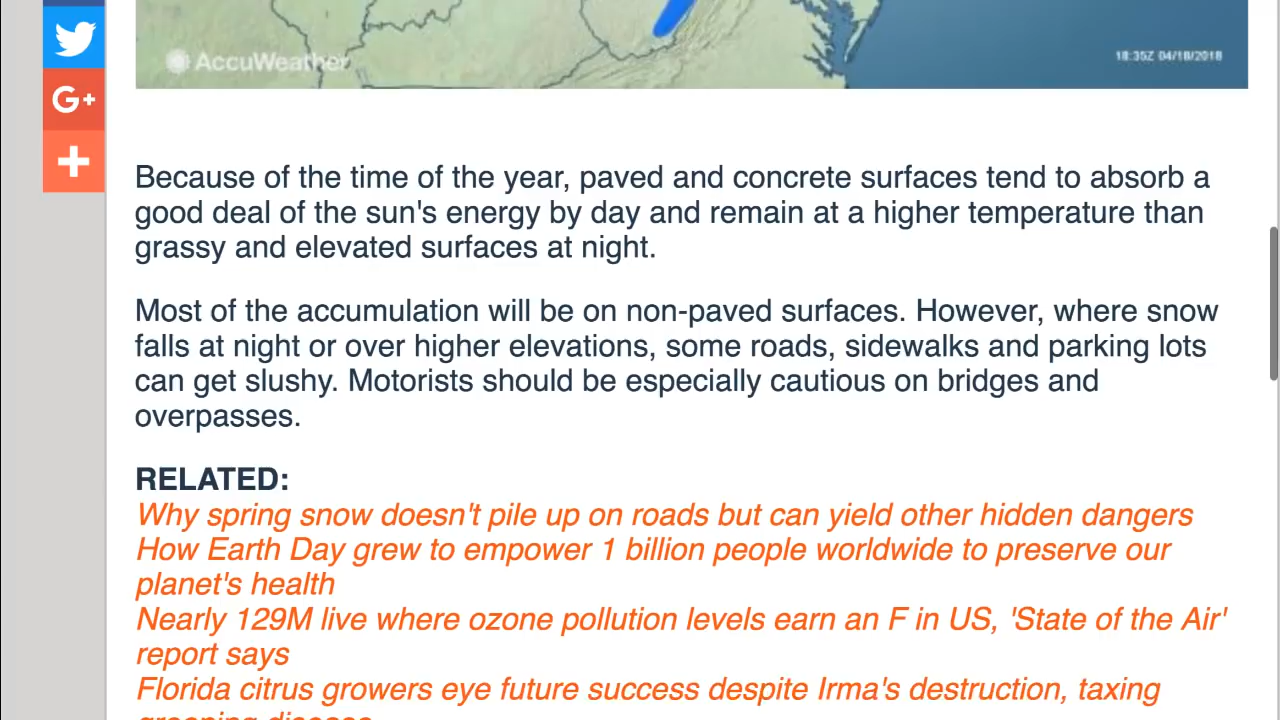 AccuWeather
18:35Z 04/18/2018
G+
Because of the time of the year, paved and concrete surfaces tend to absorb a
good deal of the sun's energy by day and remain at a higher temperature than
grassy and elevated surfaces at night.
Most of the accumulation will be on non-paved surfaces. However, where snow
falls at night or over higher elevations, some roads, sidewalks and parking lots
can get slushy. Motorists should be especially cautious on bridges and
overpasses.
RELATED:
Why spring snow doesn't pile up on roads but can yield other hidden dangers
How Earth Day grew to empower 1 billion people worldwide to preserve our
planet's health
Nearly 129M live where ozone pollution levels earn an F in US, 'State of the Air'
report says
Florida citrus growers eye future success despite Irma's destruction, taxing
greening disease